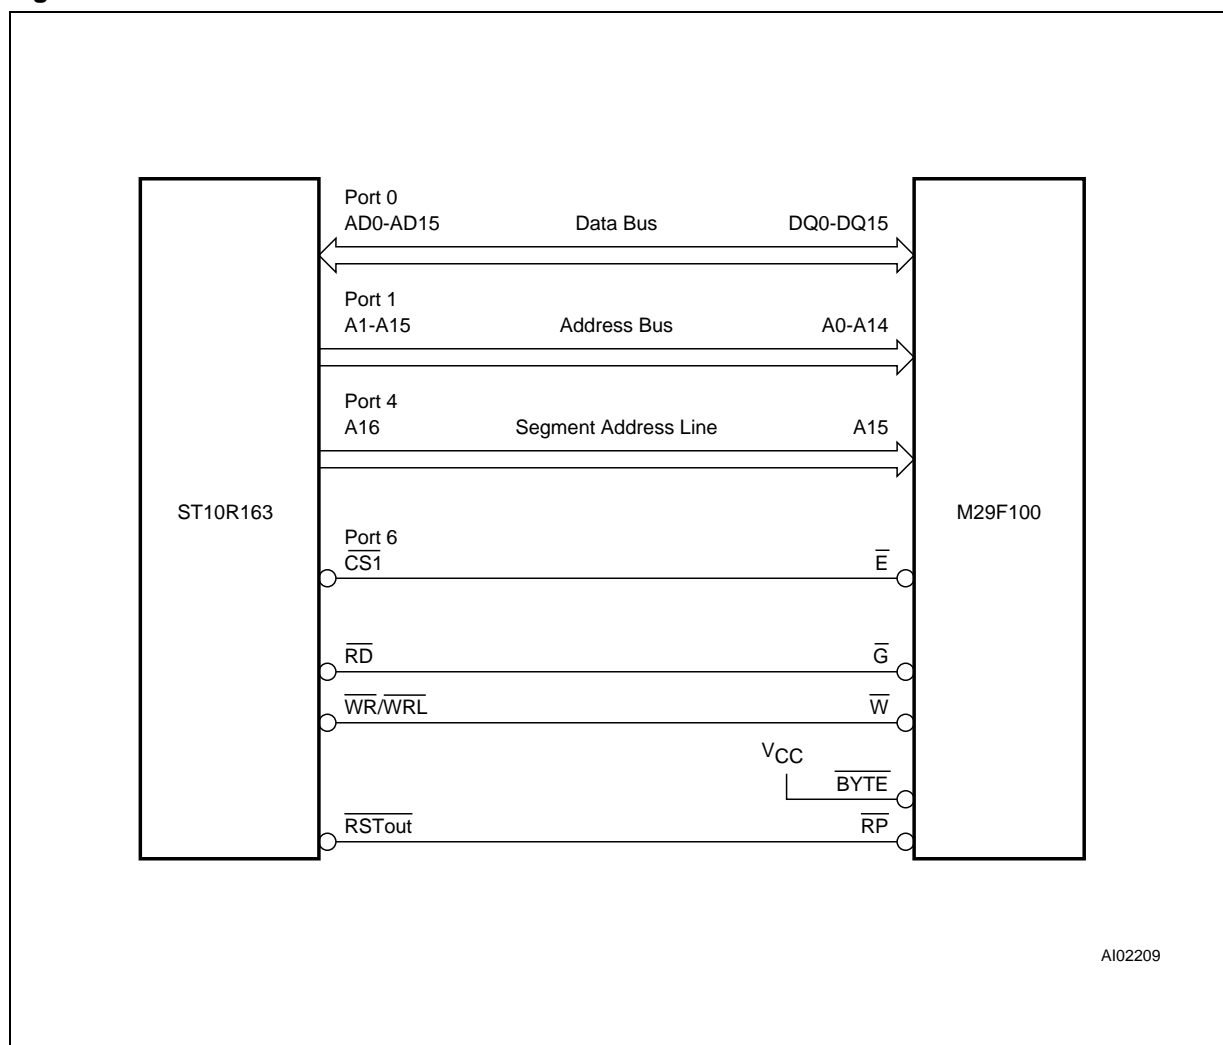 Port 0
AD0-AD15 Data Bus DQ0-DQ15
Port 1
A1-A15 Address Bus A0-A14
Port 4
A16 Segment Address Line A15
ST10R163 M29F100
Port 6
CS1 E
RD G
WR/WRL W
VCC
BYTE
RSTout RP
AI02209